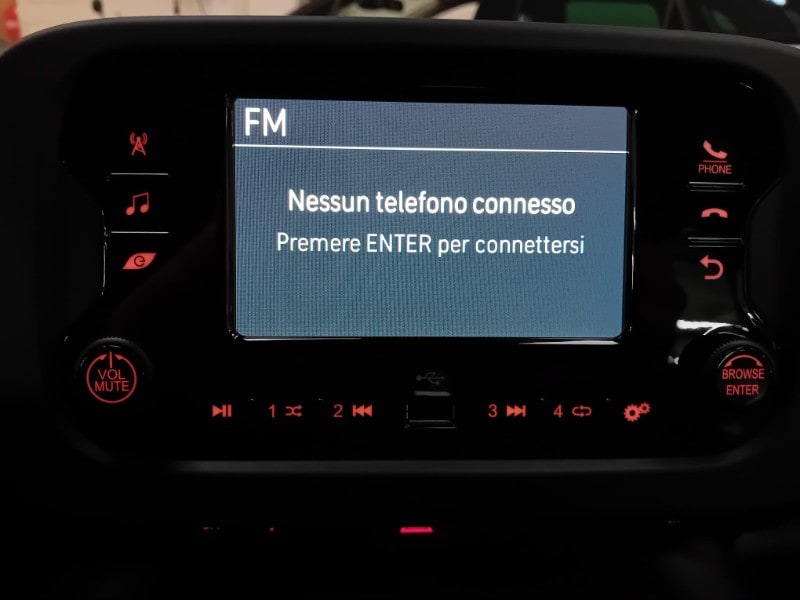 FM
Nessun telefono connesso
Premere ENTER per connettersi
PHONE
VOL
MUTE
BROWSE
ENTER
1
2
3
4